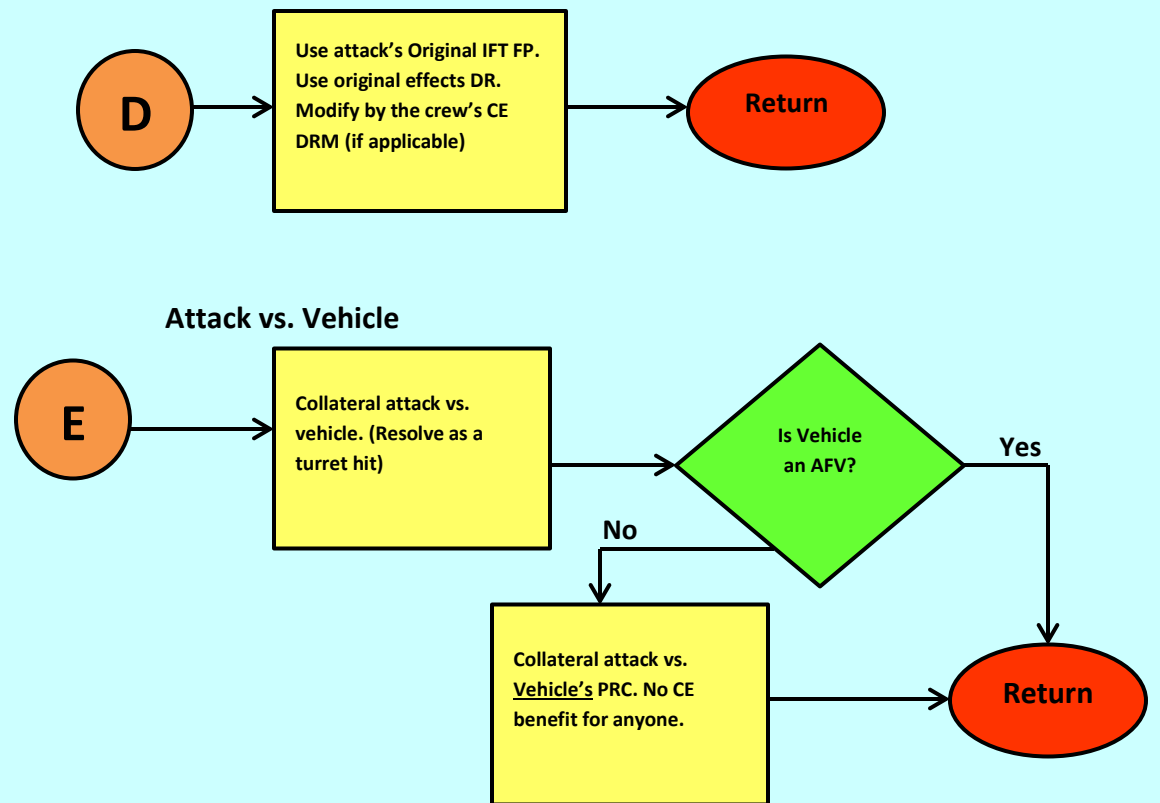 D
Use attack’s Original IFT FP.
Use original effects DR.
Modify by the crew’s CE
DRM (if applicable)
Return
Attack vs. Vehicle
E
Collateral attack vs.
vehicle. (Resolve as a
turret hit)
Is Vehicle
an AFV?
Yes
No
Collateral attack vs.
Vehicle’s PRC. No CE
benefit for anyone.
Return